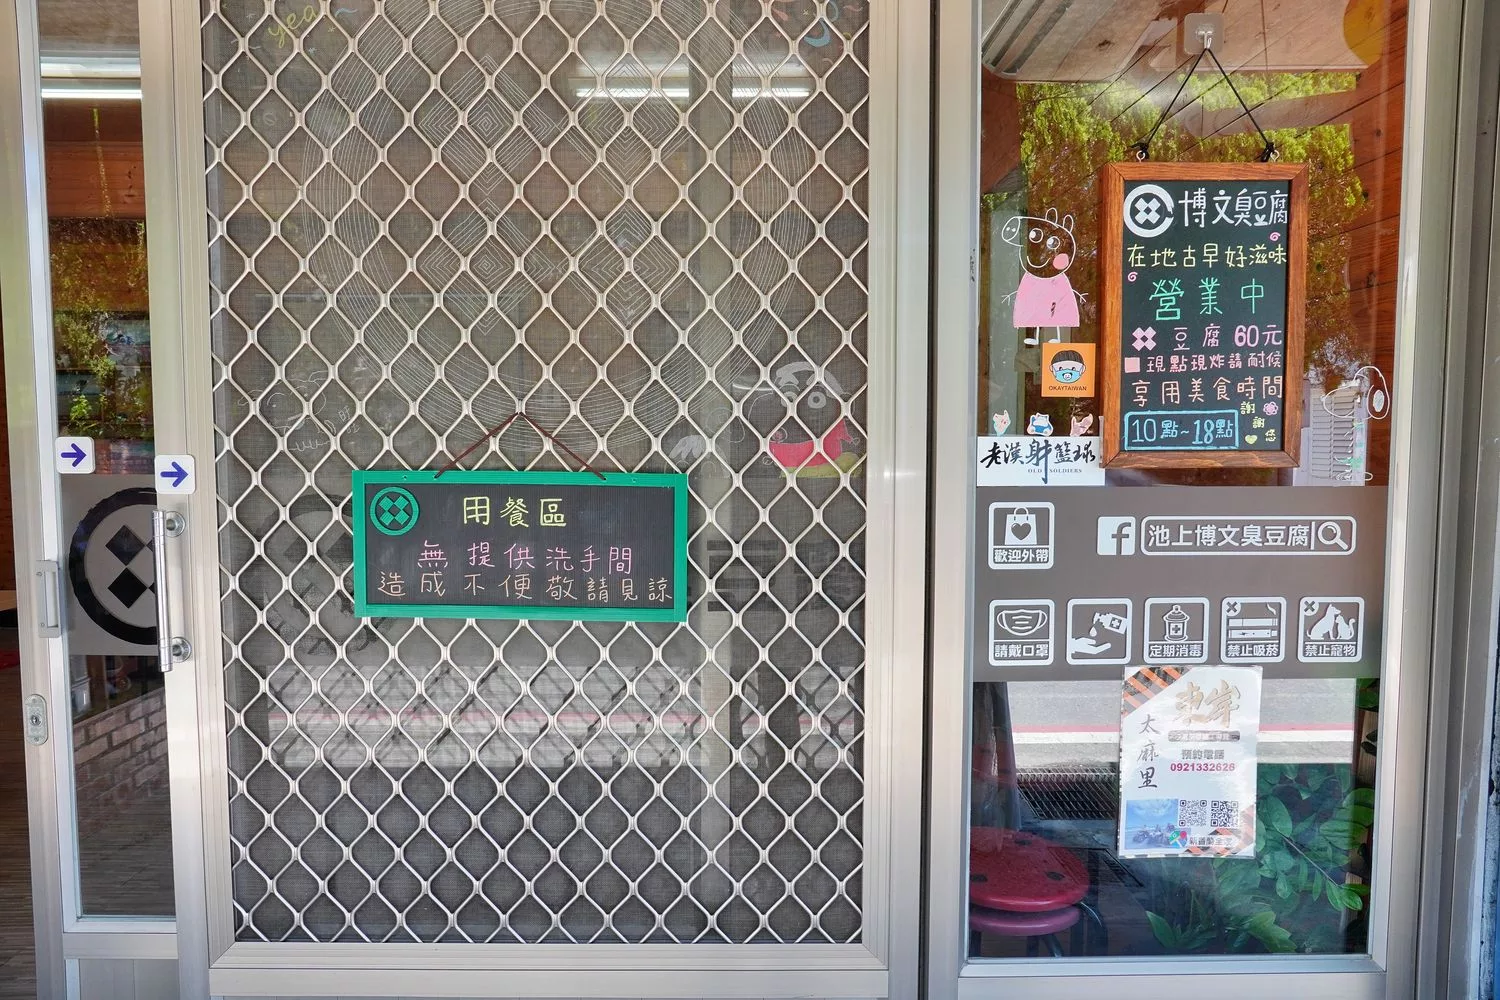 yea
用餐區
無提供洗手間
造成不便敬請見諒
博文臭豆腐
在地古早好滋味
營業中
豆腐 60元
現點現炸請耐候
享用美食時間
10點~18點
謝謝您
OKAYTAIWAN
老漢射籃球
OLD SOLDIERS
歡迎外帶
f 池上博文臭豆腐
請戴口罩
定期消毒
禁止吸菸
禁止寵物
東岸
太麻里
預約電話
0921332626